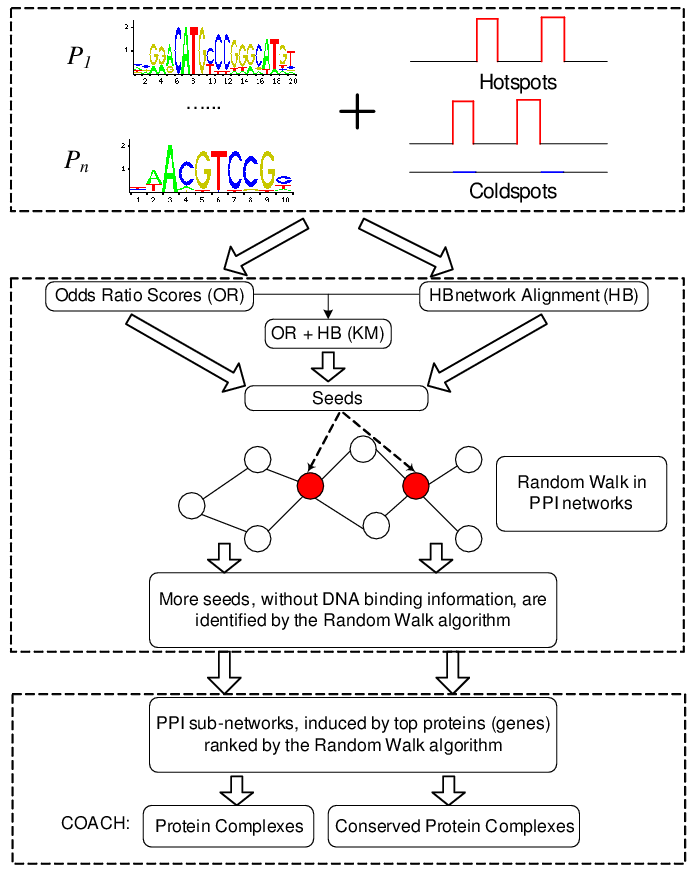 P1
2
1
2 4 6 8 10 12 14 16 18 20
......
Pn
2
1
1 2 3 4 5 6 7 8 9 10
A C G T C C G
+
Hotspots
Coldspots
Odds Ratio Scores (OR)
HBnetwork Alignment (HB)
OR + HB (KM)
Seeds
Random Walk in
PPI networks
More seeds, without DNA binding information, are
identified by the Random Walk algorithm
PPI sub-networks, induced by top proteins (genes)
ranked by the Random Walk algorithm
COACH:
Protein Complexes
Conserved Protein Complexes